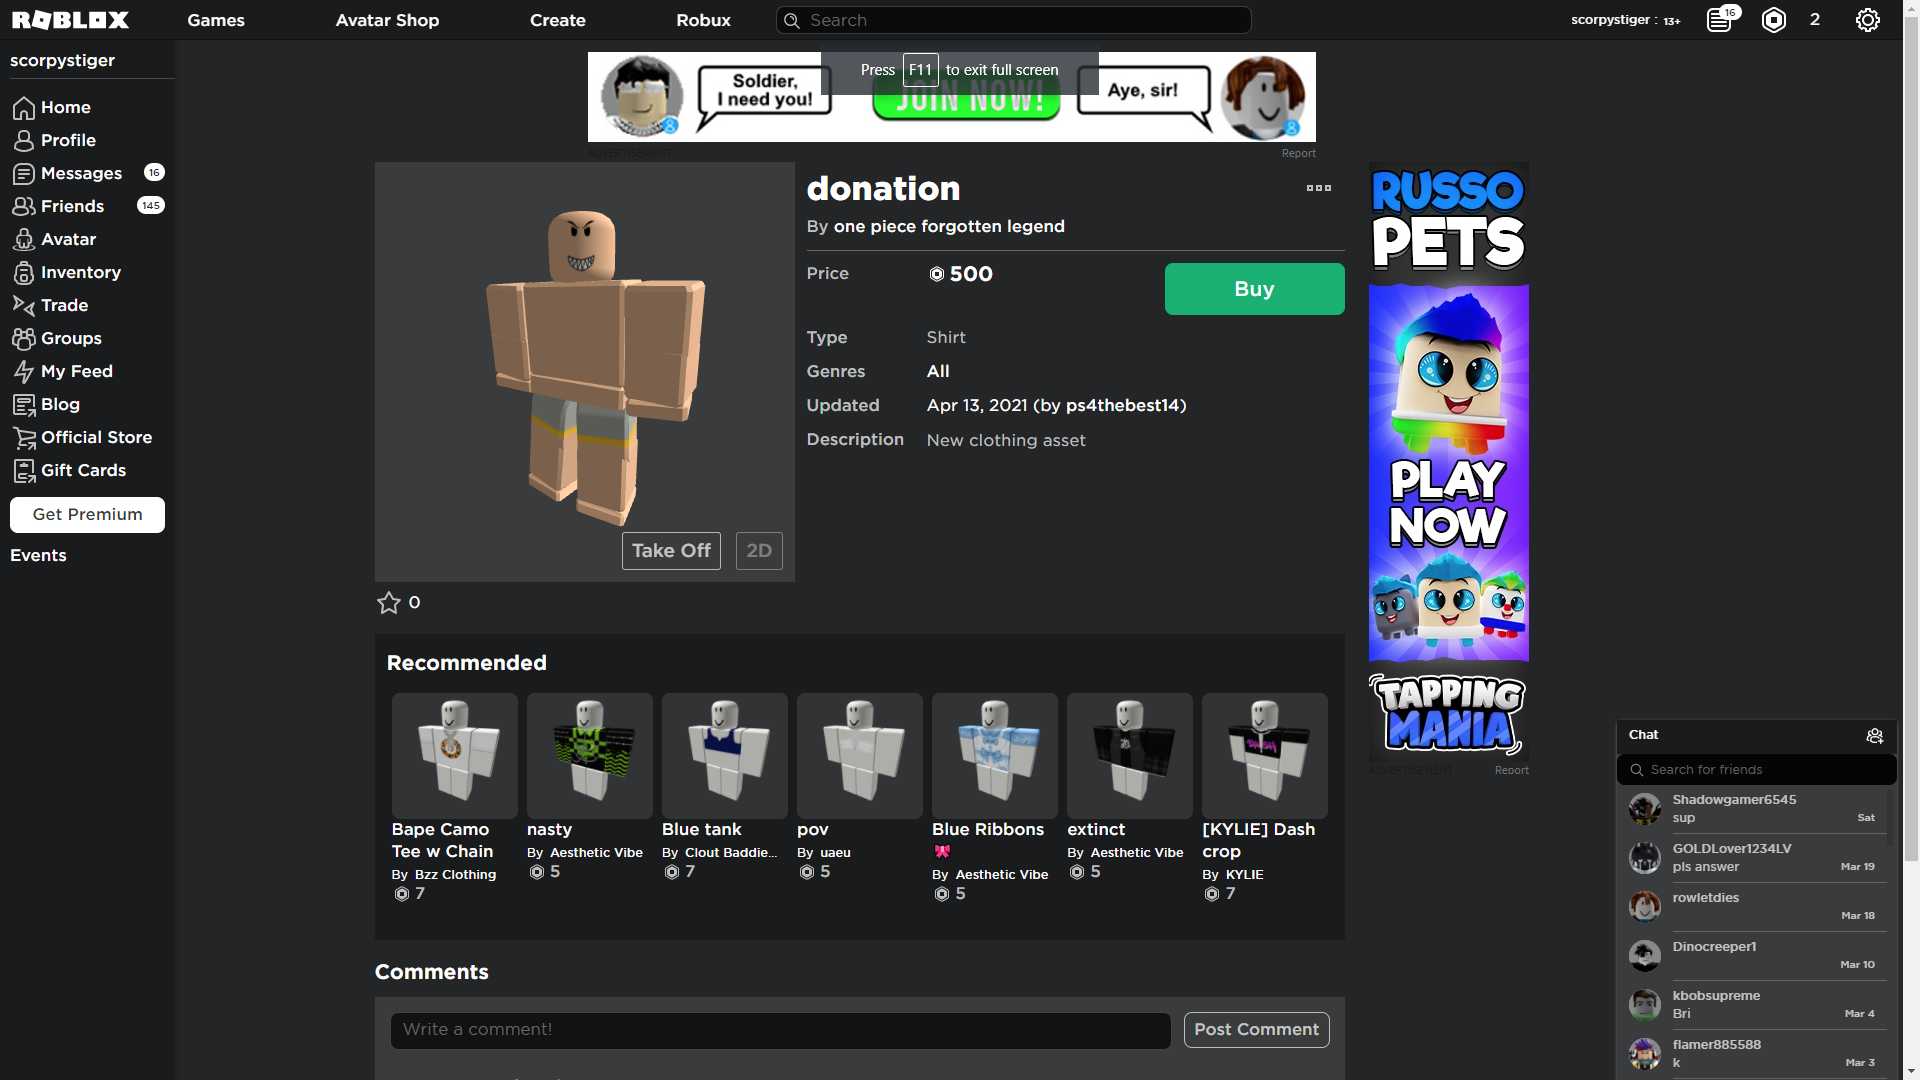 ROBLOX
Games
Avatar Shop
Create
Robux
Search
scorpystiger : 13+
16
2
scorpystiger
Home
Profile
Messages
16
Friends
145
Avatar
Inventory
Trade
Groups
My Feed
Blog
Official Store
Gift Cards
Get Premium
Events
Soldier,
I need you!
Press F11 to exit full screen
JOIN NOW!
Aye, sir!
ADVERTISEMENT
Report
donation
By one piece forgotten legend
Price
500
Buy
Type
Shirt
Genres
All
Updated
Apr 13, 2021 (by ps4thebest14)
Description
New clothing asset
Take Off
2D
0
RUSSO
PETS
PLAY
NOW
TAPPING
MANIA
ADVERTISEMENT
Report
Recommended
Bape Camo
Tee w Chain
By Bzz Clothing
7
nasty
By Aesthetic Vibe
5
Blue tank
By Clout Baddie...
7
pov
By uaeu
5
Blue Ribbons
🎀
By Aesthetic Vibe
5
extinct
By Aesthetic Vibe
5
[KYLIE] Dash
crop
By KYLIE
7
Comments
Write a comment!
Post Comment
Chat
Search for friends
Shadowgamer6545
sup
Sat
GOLDLover1234LV
pls answer
Mar 19
rowletdies
Mar 18
Dinocreeper1
Mar 10
kbobsupreme
Bri
Mar 4
flamer885588
k
Mar 3